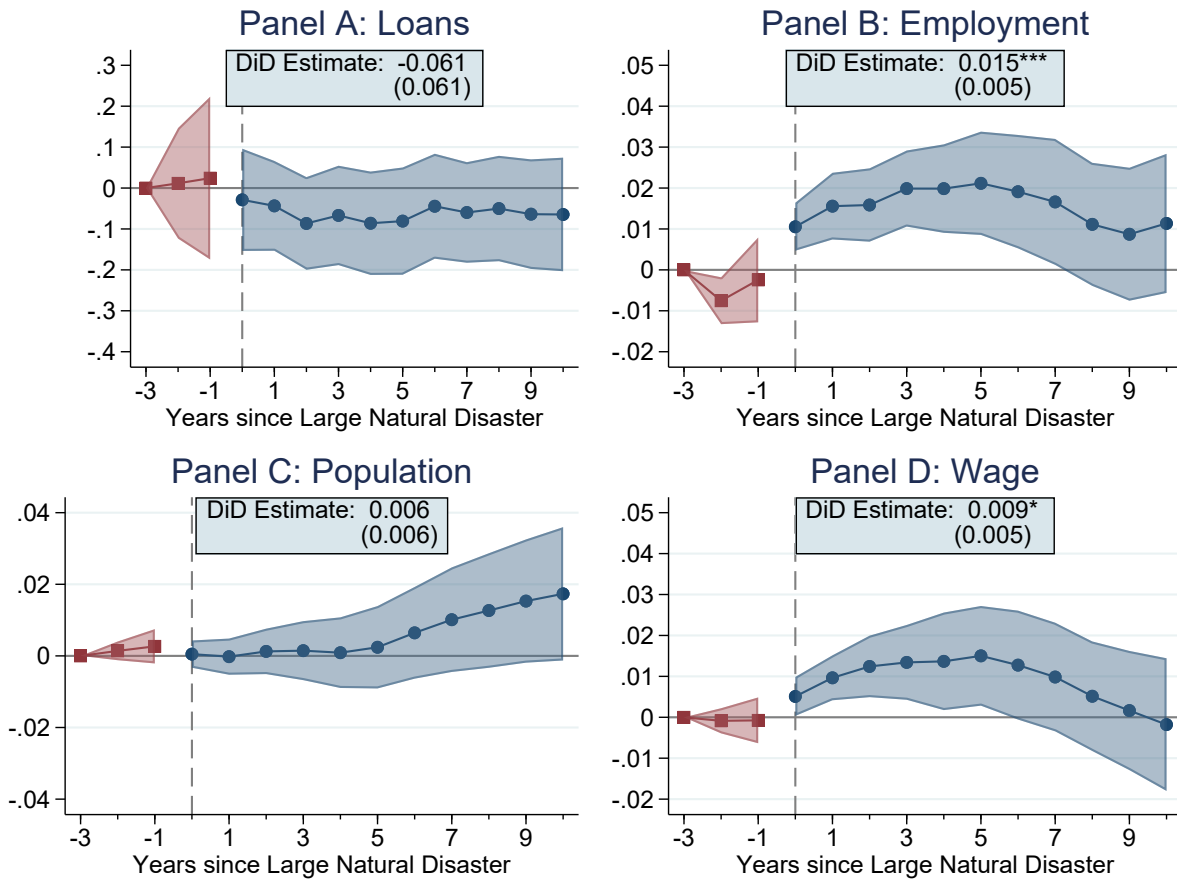 Panel A: Loans
DiD Estimate: -0.061
(0.061)
.3
.2
.1
0
-.1
-.2
-.3
-.4
-3 -1 1 3 5 7 9
Years since Large Natural Disaster
Panel B: Employment
DiD Estimate: 0.015***
(0.005)
.05
.04
.03
.02
.01
0
-.01
-.02
-3 -1 1 3 5 7 9
Years since Large Natural Disaster
Panel C: Population
DiD Estimate: 0.006
(0.006)
.04
.02
0
-.02
-.04
-3 -1 1 3 5 7 9
Years since Large Natural Disaster
Panel D: Wage
DiD Estimate: 0.009*
(0.005)
.05
.04
.03
.02
.01
0
-.01
-.02
-3 -1 1 3 5 7 9
Years since Large Natural Disaster